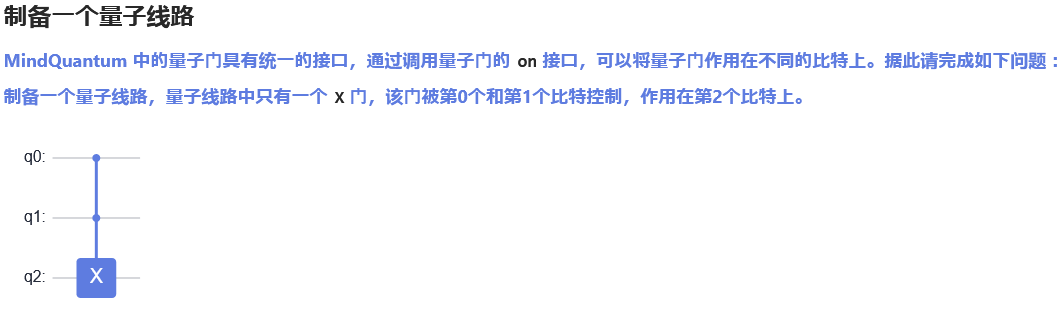 制备一个量子线路
MindQuantum 中的量子门具有统一的接口，通过调用量子门的 on 接口，可以将量子门作用在不同的比特上。据此请完成如下问题：
制备一个量子线路，量子线路中只有一个 X 门，该门被第0个和第1个比特控制，作用在第2个比特上。
q0:
q1:
q2:
X